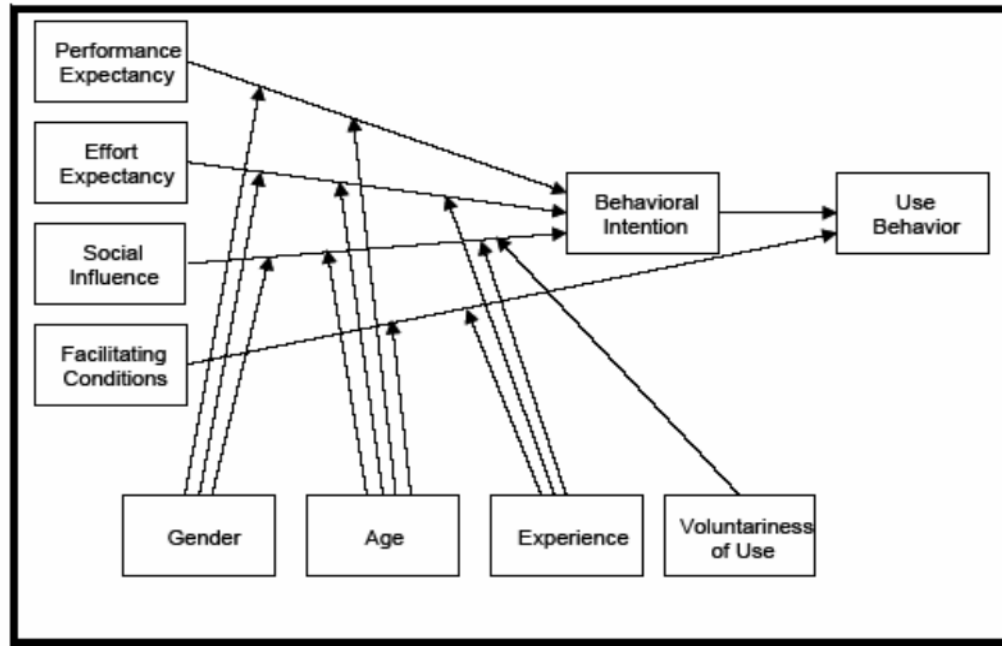 Performance
Expectancy
Effort
Expectancy
Social
Influence
Facilitating
Conditions
Behavioral
Intention
Use
Behavior
Gender
Age
Experience
Voluntariness
of Use